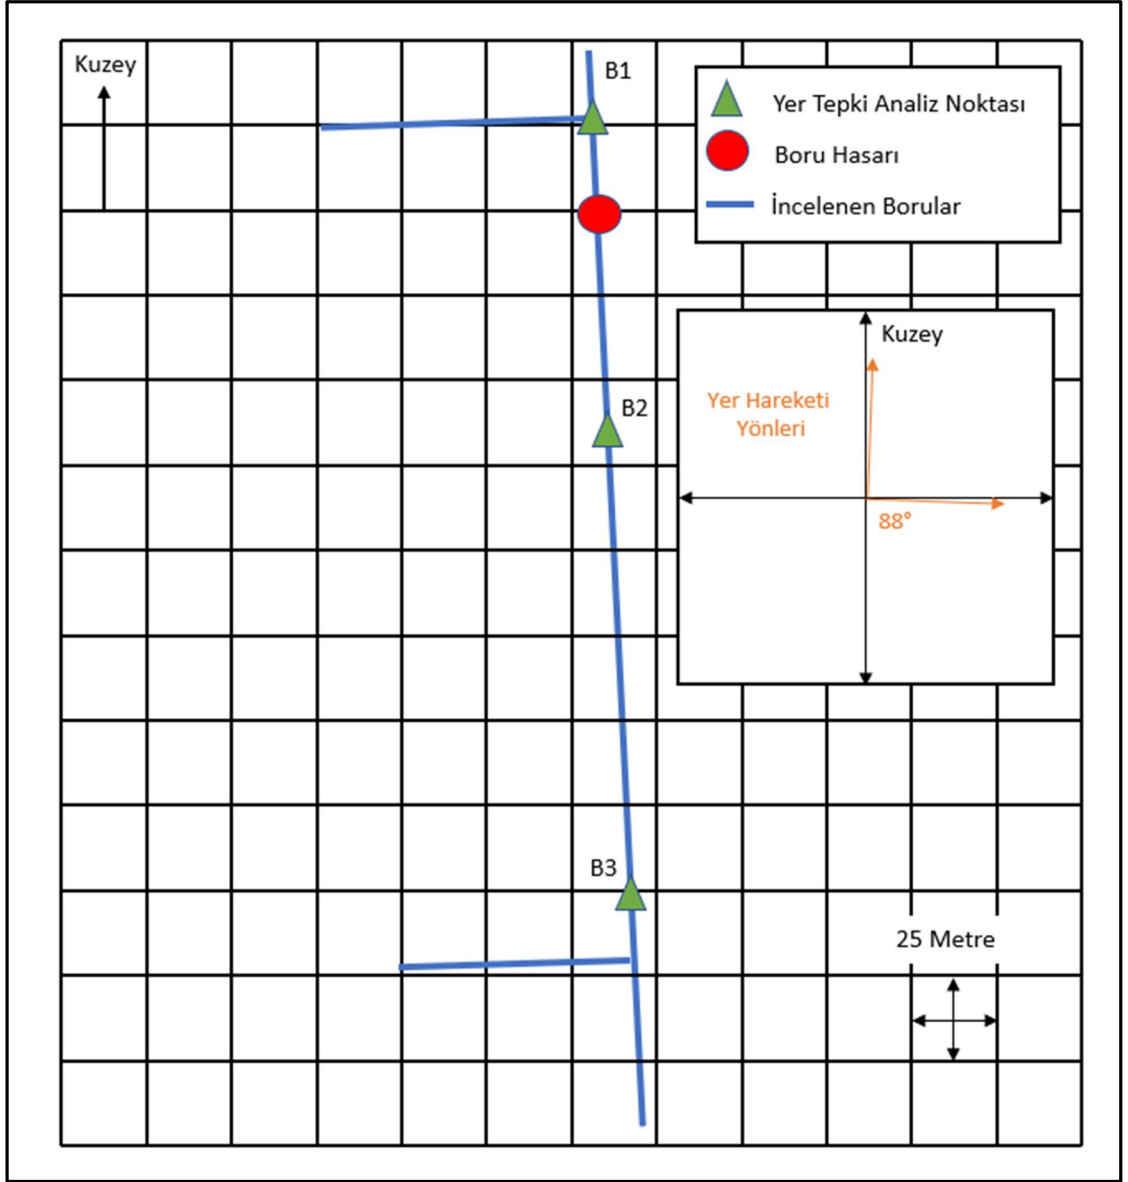 Kuzey
B1
Yer Tepki Analiz Noktası
Boru Hasarı
İncelenen Borular
Kuzey
Yer Hareketi
Yönleri
B2
88°
B3
25 Metre